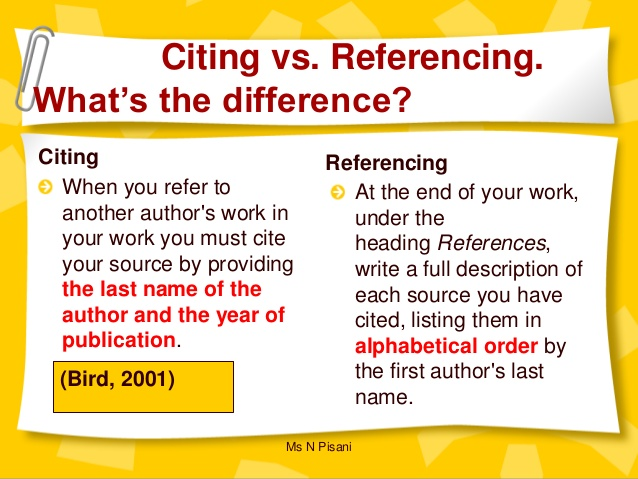 Citing vs. Referencing.
What's the difference?
Citing
When you refer to
another author's work in
your work you must cite
your source by providing
the last name of the
author and the year of
publication.
(Bird, 2001)
Referencing
At the end of your work,
under the
heading References,
write a full description of
each source you have
cited, listing them in
alphabetical order by
the first author's last
name.
Ms N Pisani